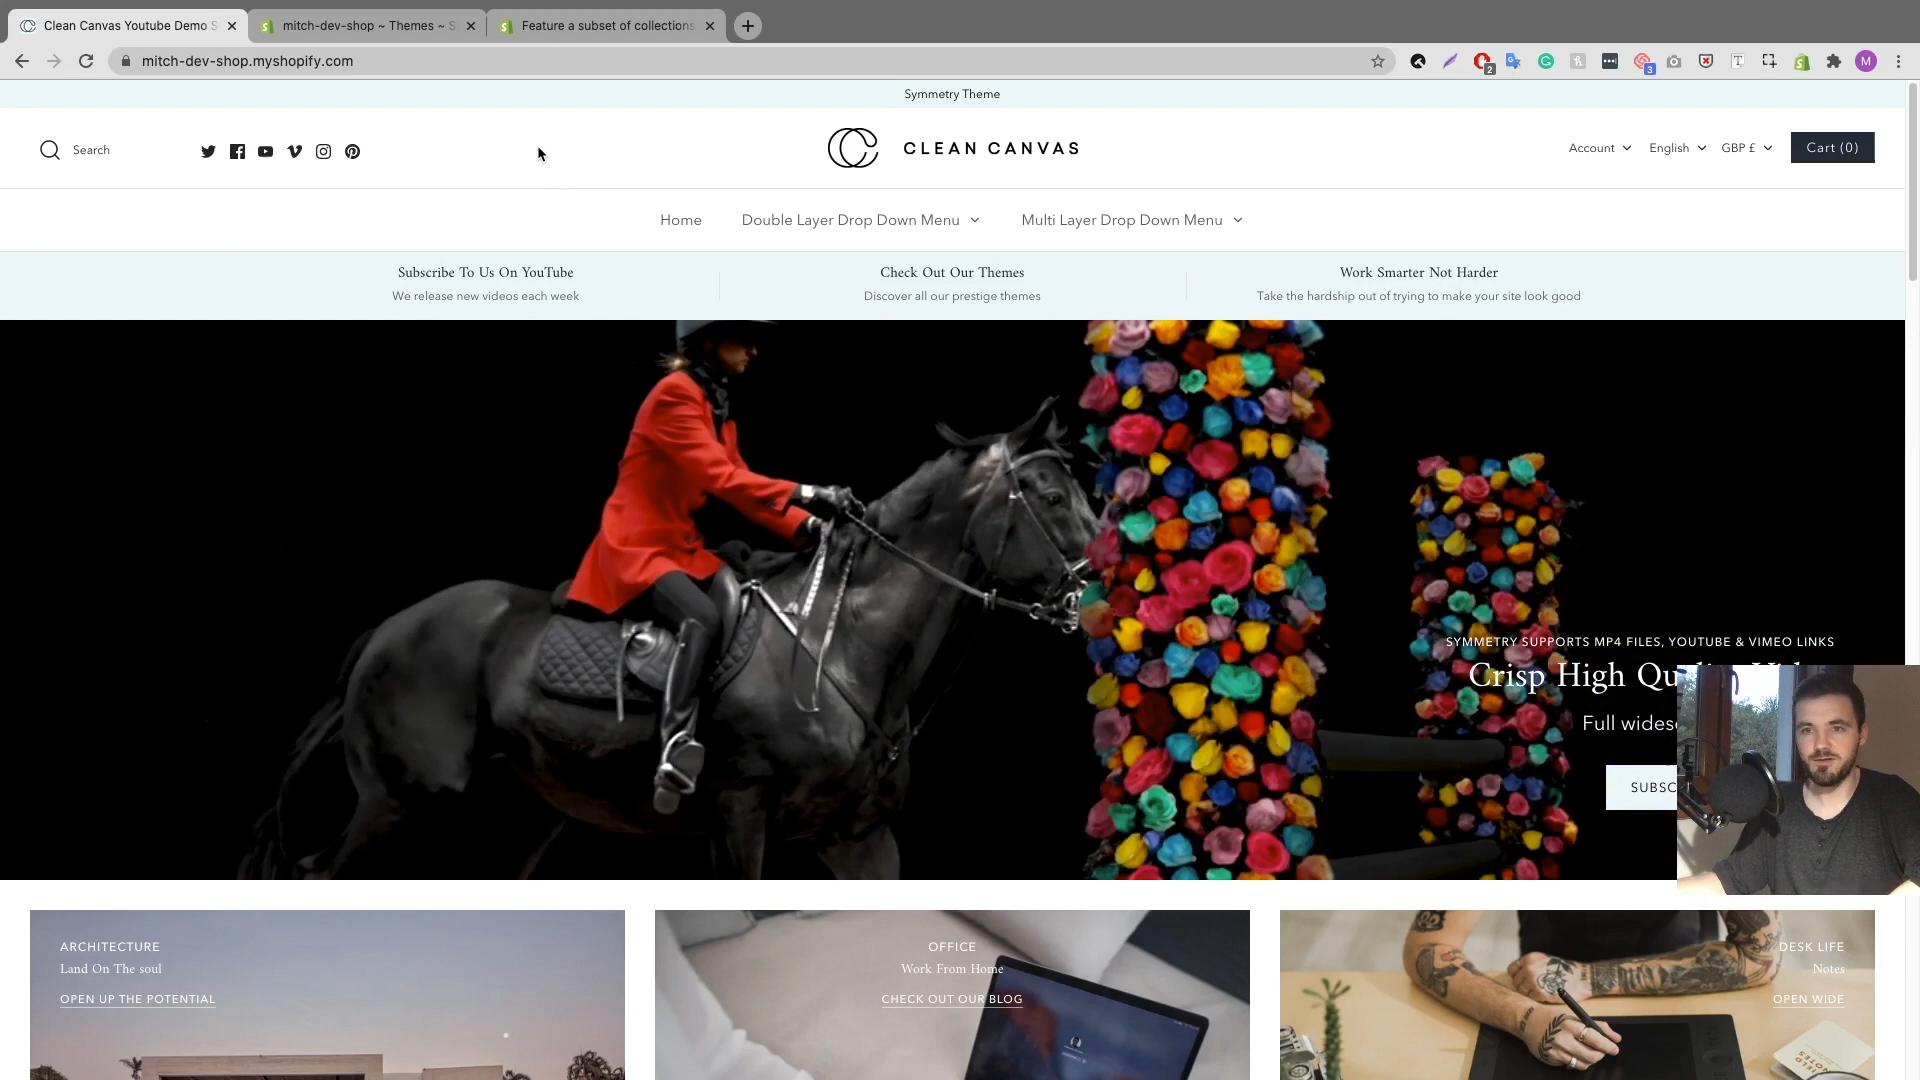 Clean Canvas Youtube Demo S
mitch-dev-shop ~ Themes ~ S
Feature a subset of collections
mitch-dev-shop.myshopify.com
2
3
M
Symmetry Theme
Search
CLEAN CANVAS
Account
English
GBP £
Cart (0)
Home
Double Layer Drop Down Menu
Multi Layer Drop Down Menu
Subscribe To Us On YouTube
We release new videos each week
Check Out Our Themes
Discover all our prestige themes
Work Smarter Not Harder
Take the hardship out of trying to make your site look good
SYMMETRY SUPPORTS MP4 FILES, YOUTUBE & VIMEO LINKS
Crisp High
Full
ARCHITECTURE
Land On The soul
OPEN UP THE POTENTIAL
OFFICE
Work From Home
CHECK OUT OUR BLOG
DESK LIFE
Notes
OPEN WIDE